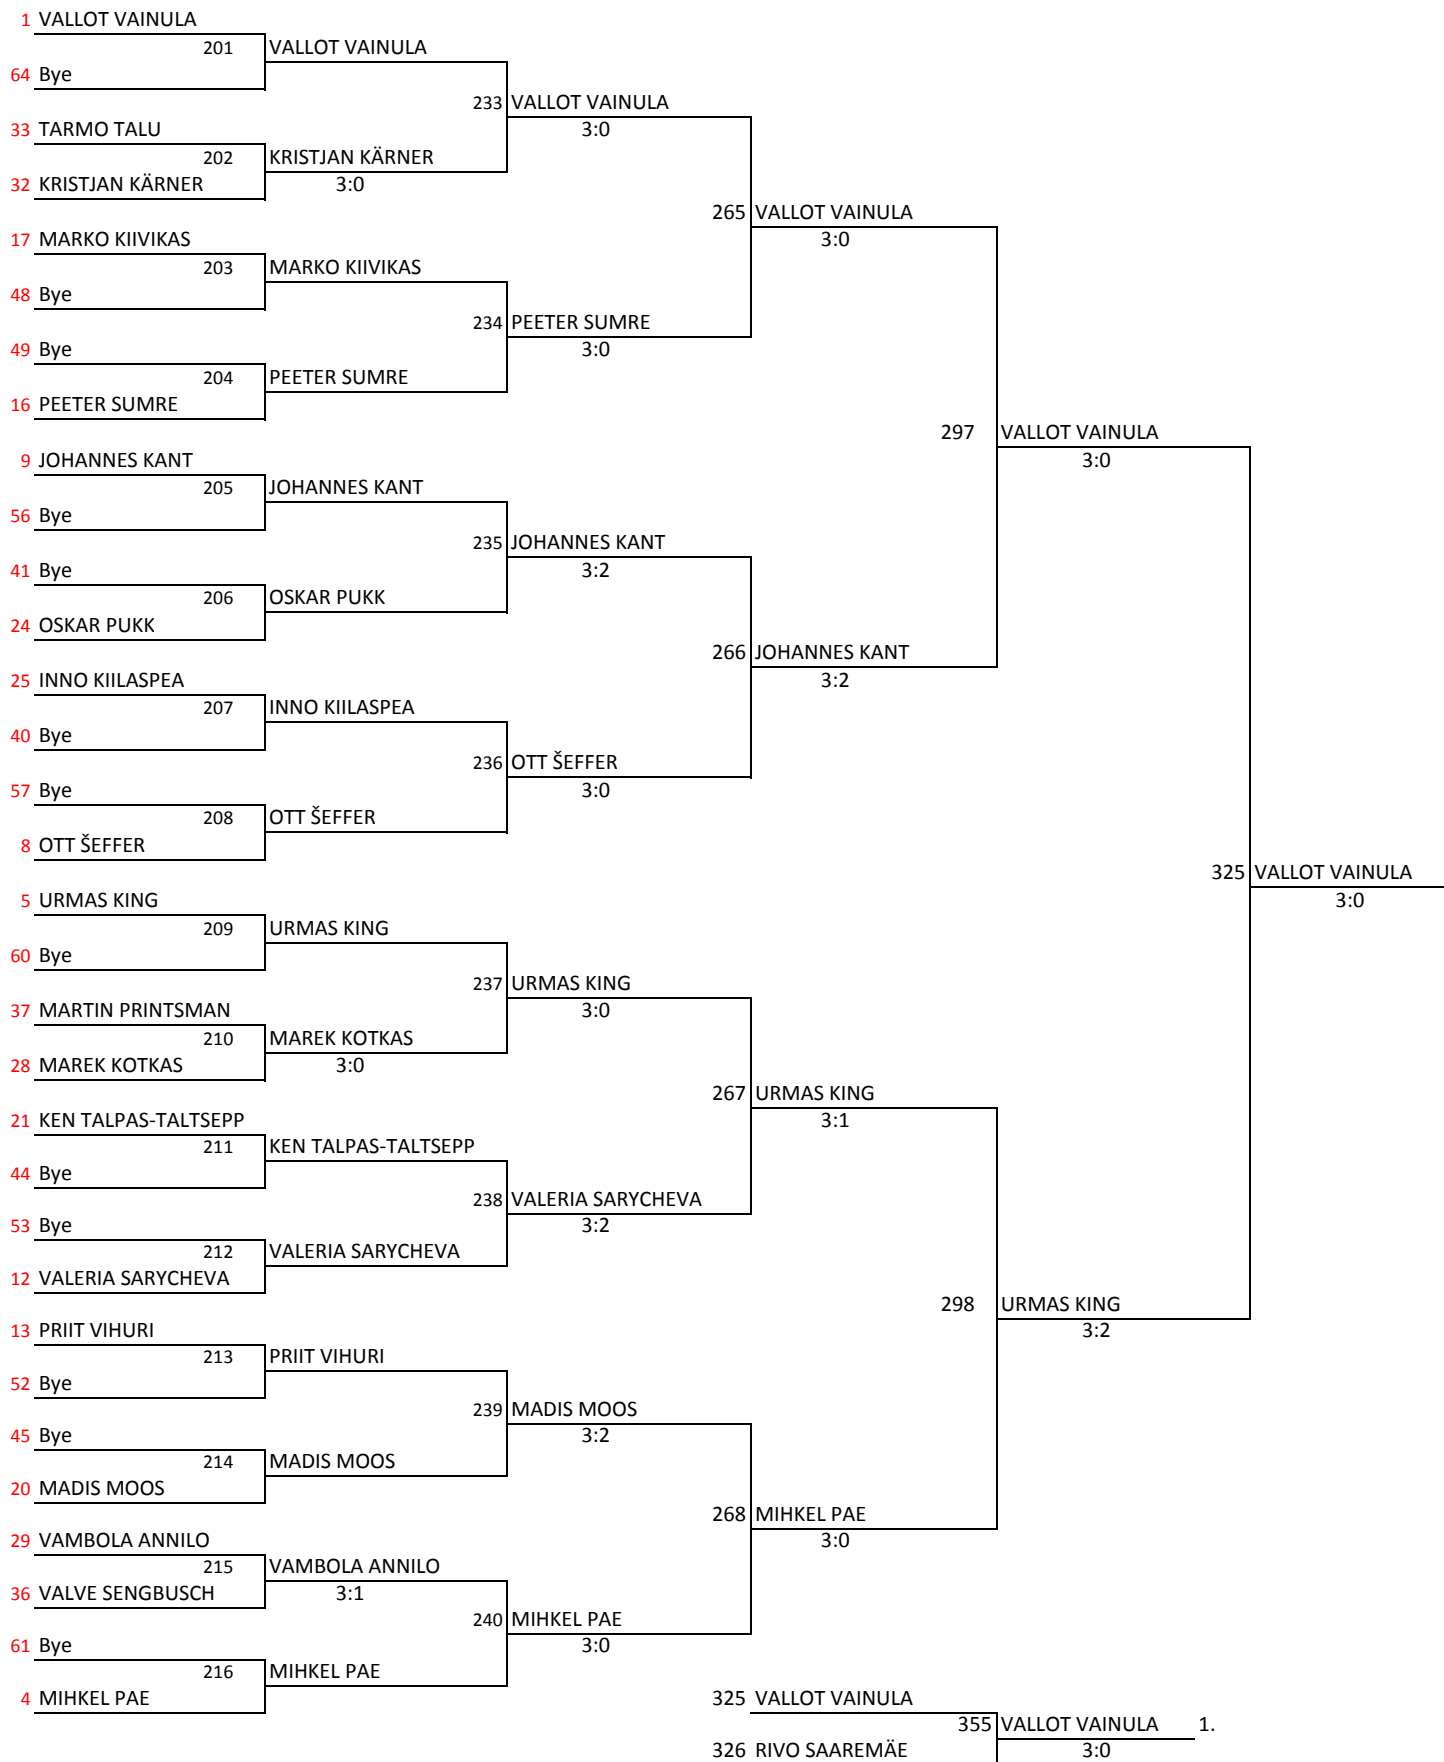 1 VALLOT VAINULA
201 VALLOT VAINULA
64 Bye
233 VALLOT VAINULA
33 TARMO TALU 3:0
202 KRISTJAN KÄRNER
32 KRISTJAN KÄRNER 3:0
265 VALLOT VAINULA
17 MARKO KIIVIKAS 3:0
203 MARKO KIIVIKAS
48 Bye
234 PEETER SUMRE
49 Bye 3:0
204 PEETER SUMRE
16 PEETER SUMRE
297 VALLOT VAINULA
9 JOHANNES KANT 3:0
205 JOHANNES KANT
56 Bye
235 JOHANNES KANT
41 Bye 3:2
206 OSKAR PUKK
24 OSKAR PUKK
266 JOHANNES KANT
25 INNO KIILASPEA 3:2
207 INNO KIILASPEA
40 Bye
236 OTT ŠEFFER
57 Bye 3:0
208 OTT ŠEFFER
8 OTT ŠEFFER
325 VALLOT VAINULA
5 URMAS KING 3:0
209 URMAS KING
60 Bye
237 URMAS KING
37 MARTIN PRINTSMAN 3:0
210 MAREK KOTKAS
28 MAREK KOTKAS 3:0
267 URMAS KING
21 KEN TALPAS-TALTSEPP 3:1
211 KEN TALPAS-TALTSEPP
44 Bye
238 VALERIA SARYCHEVA
53 Bye 3:2
212 VALERIA SARYCHEVA
12 VALERIA SARYCHEVA
298 URMAS KING
13 PRIIT VIHURI 3:2
213 PRIIT VIHURI
52 Bye
239 MADIS MOOS
45 Bye 3:2
214 MADIS MOOS
20 MADIS MOOS
268 MIHKEL PAE
29 VAMBOLA ANNILO 3:0
215 VAMBOLA ANNILO
36 VALVE SENGBUSCH 3:1
240 MIHKEL PAE
61 Bye 3:0
216 MIHKEL PAE
4 MIHKEL PAE 325 VALLOT VAINULA
355 VALLOT VAINULA 1.
326 RIVO SAAREMÄE 3:0